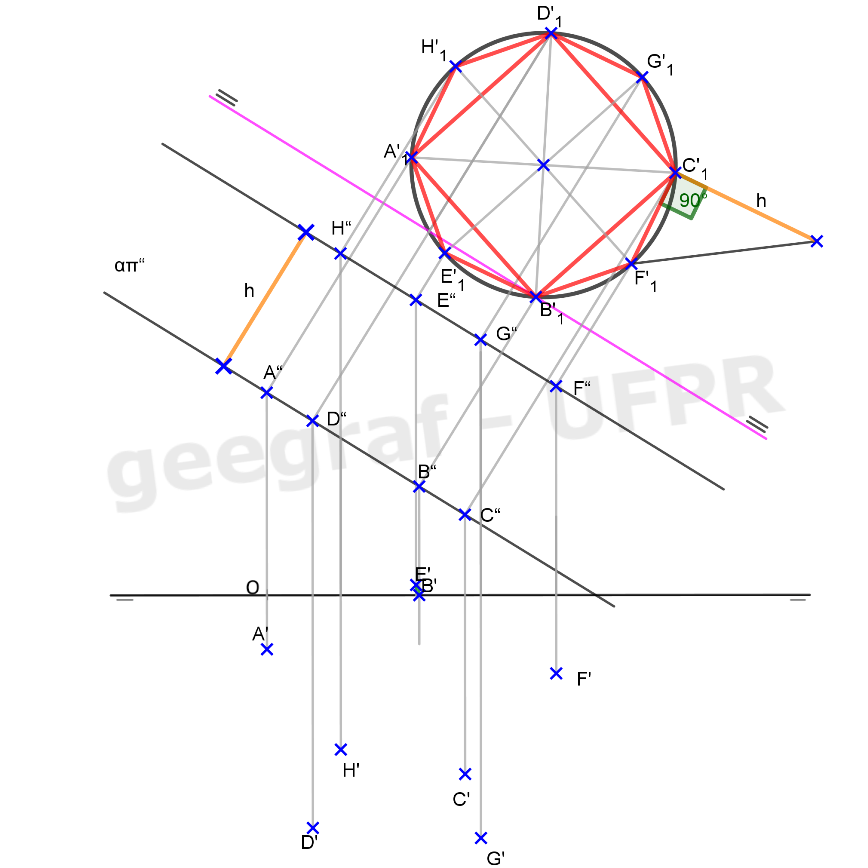 D'₁
H'₁
G'₁
A'₁
C'₁
90°
h
H“
E'₁
F'₁
απ“
h
E“
B'₁
G“
A“
F“
D“
geegraf - UFPR
B“
C“
E'
O
B'
A'
F'
H'
C'
D'
G'